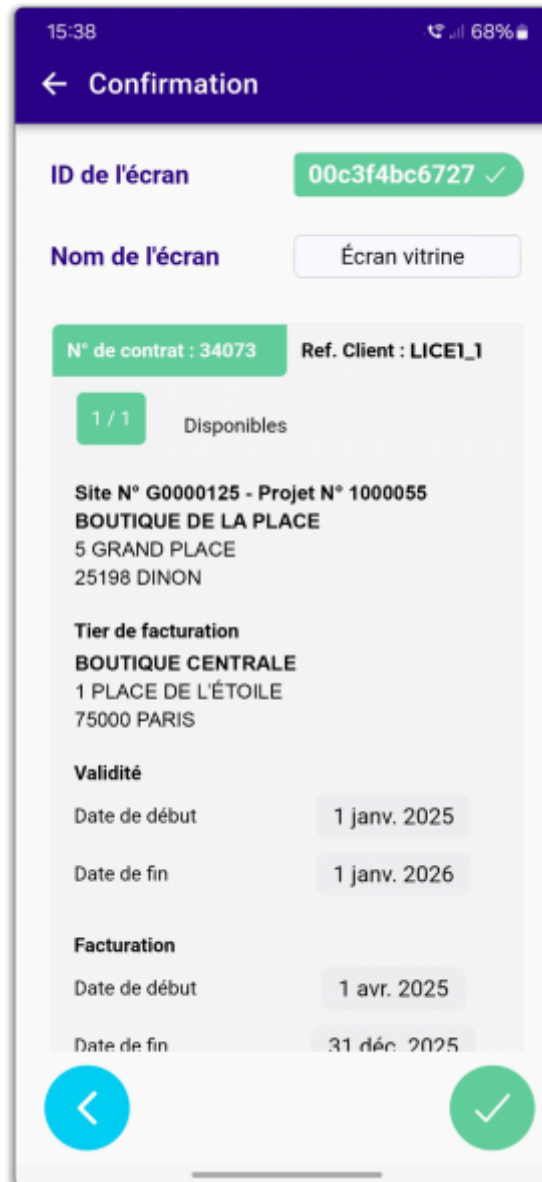 15:38 68%
Confirmation
ID de l'écran 00c3f4bc6727
Nom de l'écran Écran vitrine
N° de contrat : 34073 Ref. Client : LICE1_1
1 / 1 Disponibles
Site N° G0000125 - Projet N° 1000055
BOUTIQUE DE LA PLACE
5 GRAND PLACE
25198 DINON
Tier de facturation
BOUTIQUE CENTRALE
1 PLACE DE L'ÉTOILE
75000 PARIS
Validité
Date de début 1 janv. 2025
Date de fin 1 janv. 2026
Facturation
Date de début 1 avr. 2025
Date de fin 31 déc. 2025